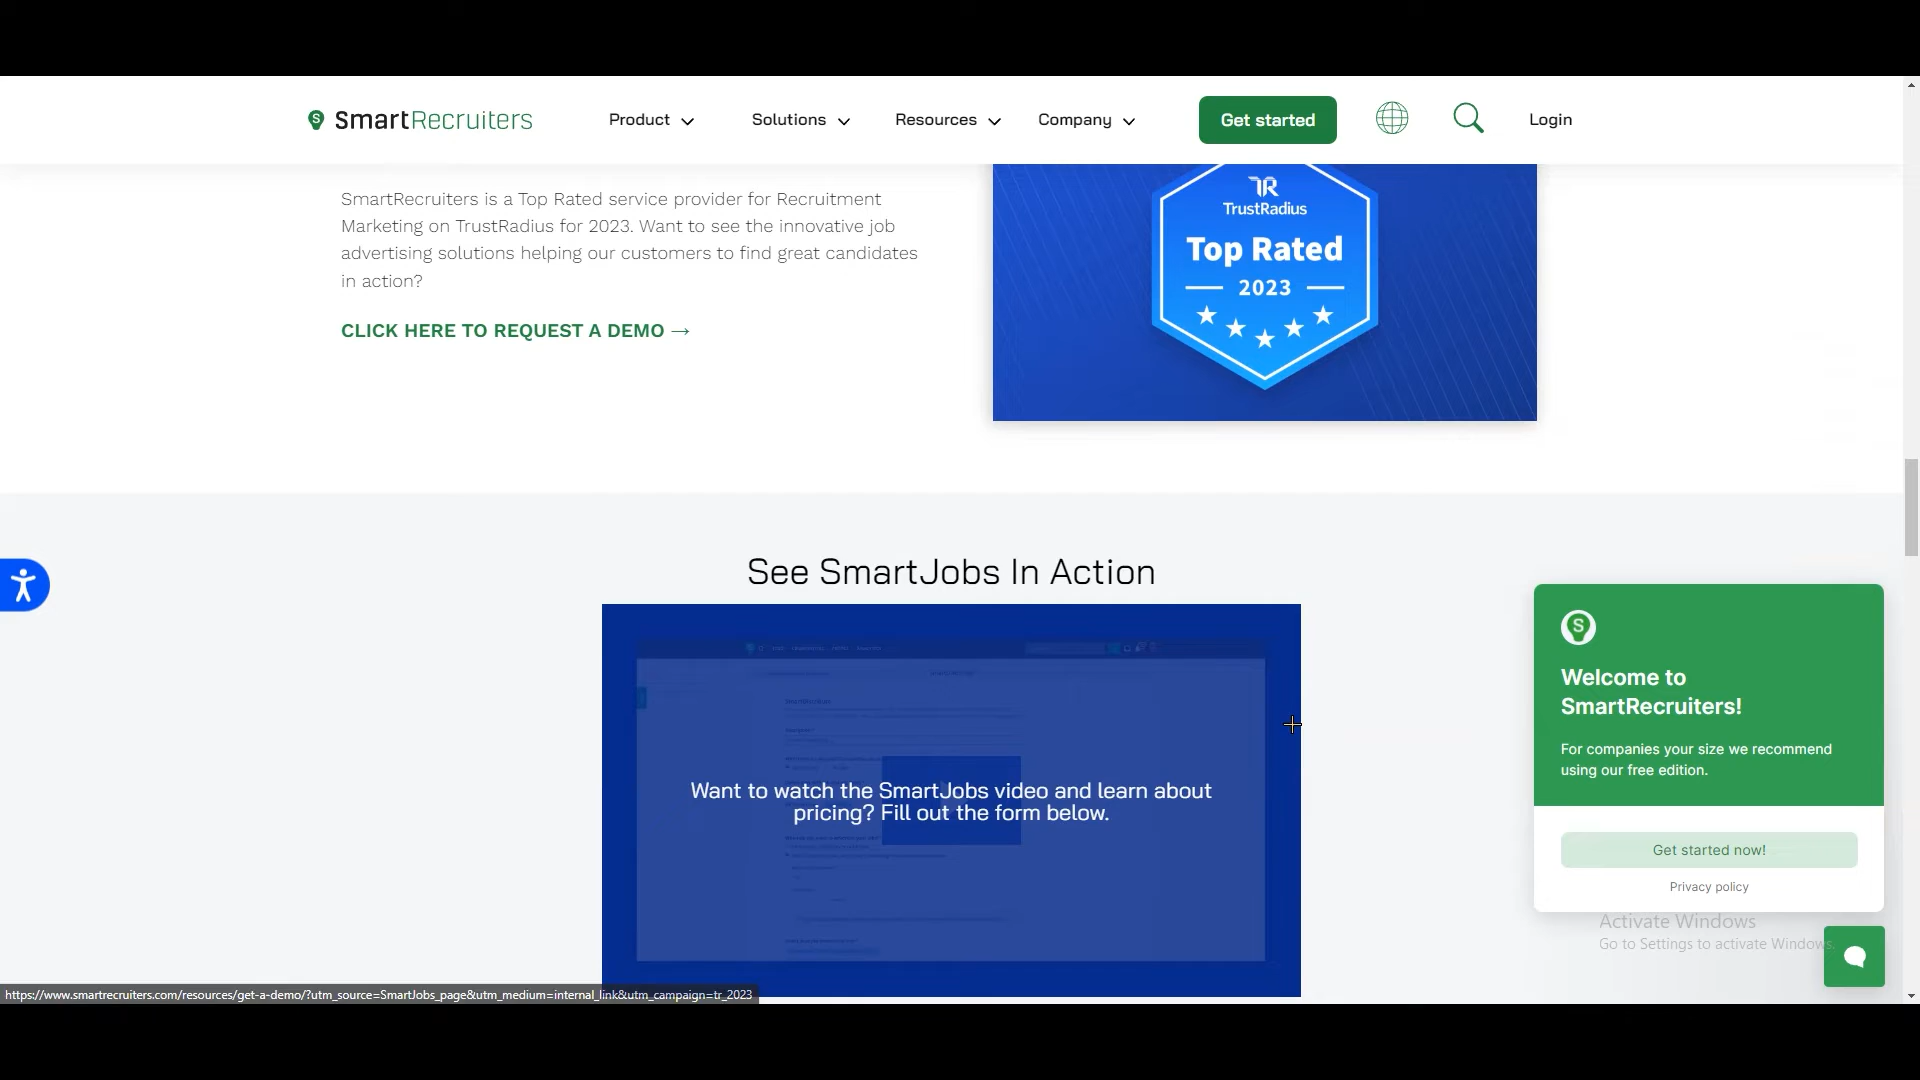 SmartRecruiters
Product
Solutions
Resources
Company
Get started
Login
SmartRecruiters is a Top Rated service provider for Recruitment
Marketing on TrustRadius for 2023. Want to see the innovative job
advertising solutions helping our customers to find great candidates
in action?
CLICK HERE TO REQUEST A DEMO →
TR
TrustRadius
Top Rated
2023
See SmartJobs In Action
Want to watch the SmartJobs video and learn about
pricing? Fill out the form below.
S
Welcome to
SmartRecruiters!
For companies your size we recommend
using our free edition.
Get started now!
Privacy policy
Activate Windows
Go to Settings to activate Windows.
https://www.smartrecruiters.com/resources/get-a-demo/?utm_source=SmartJobs_page&utm_medium=internal_link&utm_campaign=tr_2023